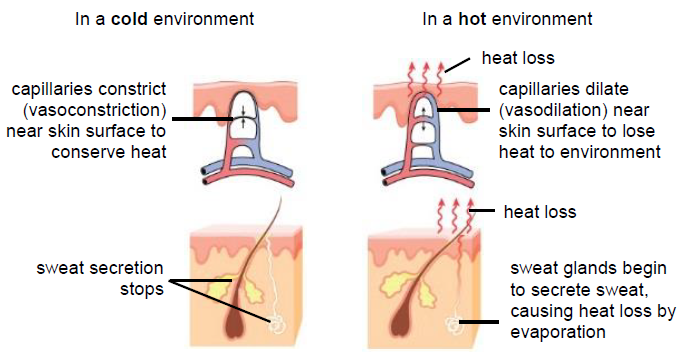 In a cold environment
In a hot environment
heat loss
capillaries constrict
(vasoconstriction)
near skin surface to
conserve heat
capillaries dilate
(vasodilation) near
skin surface to lose
heat to environment
heat loss
sweat secretion
stops
sweat glands begin
to secrete sweat,
causing heat loss by
evaporation